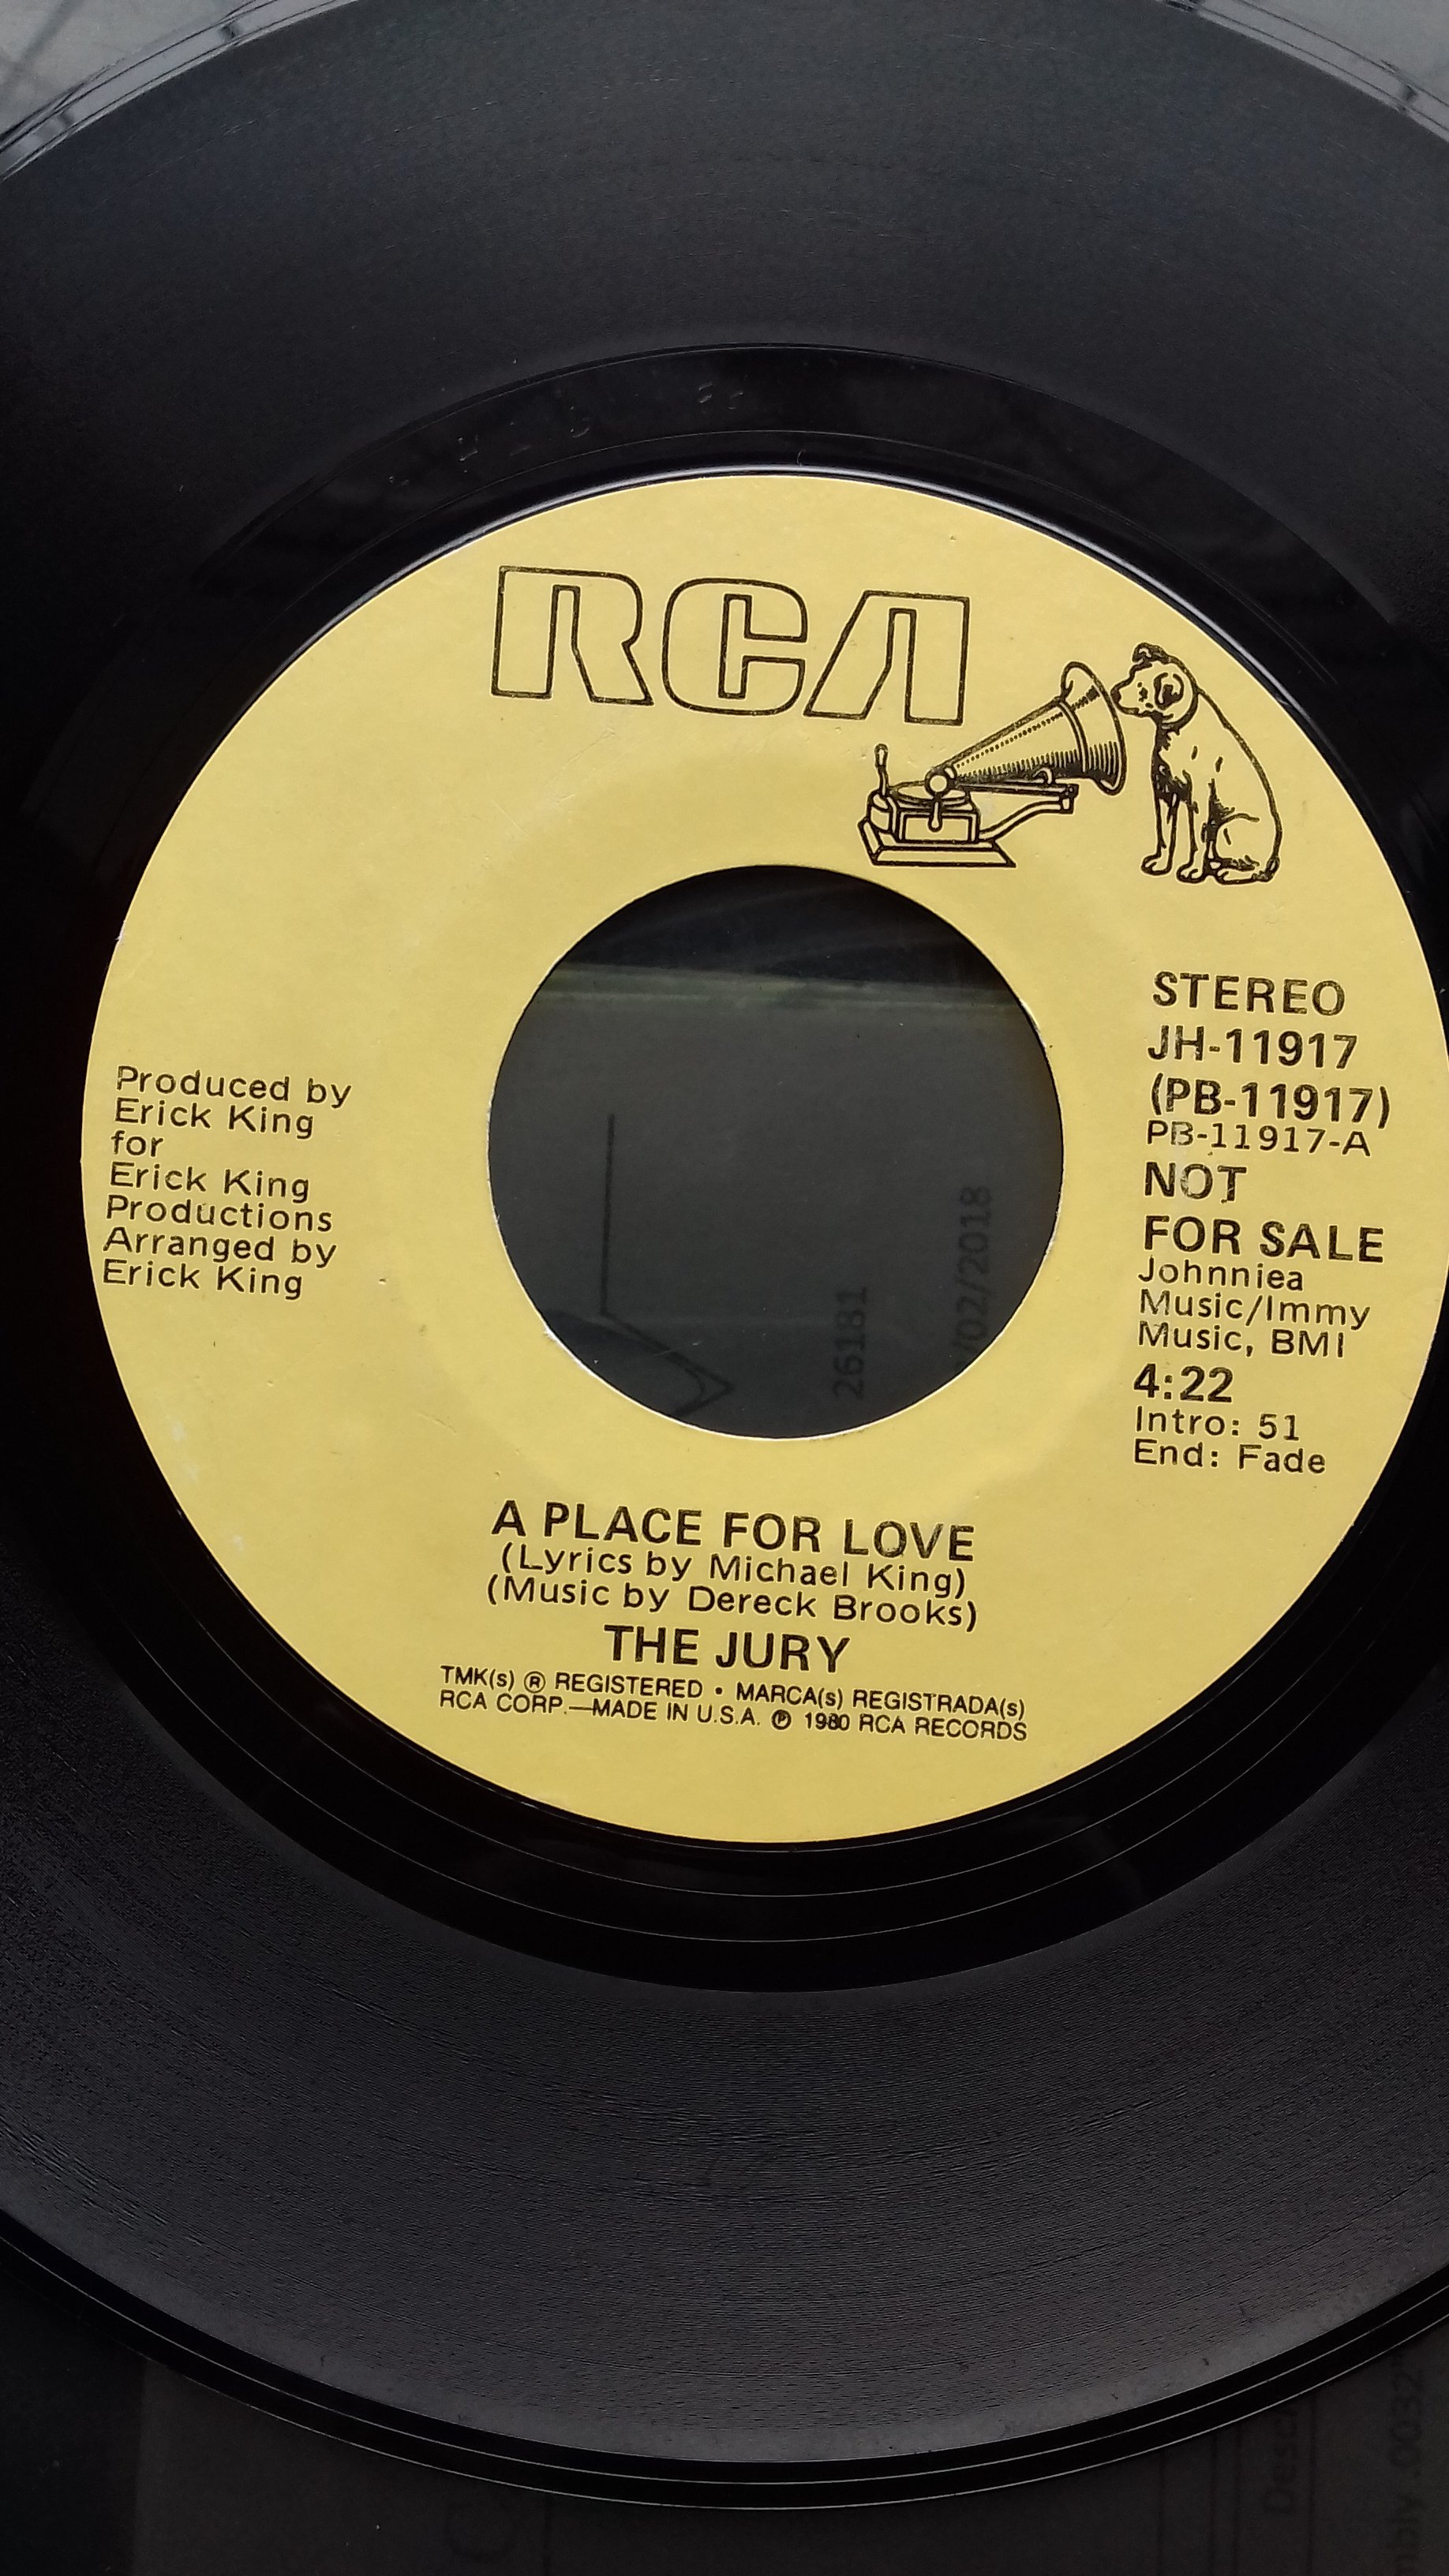 RCA
STEREO
JH-11917
(PB-11917)
PB-11917-A
NOT
FOR SALE
Johnniea
Music/Immy
Music, BMI
4:22
Intro: 51
End: Fade
Produced by
Erick King
for
Erick King
Productions
Arranged by
Erick King
26181
/02/2018
A PLACE FOR LOVE
(Lyrics by Michael King)
(Music by Dereck Brooks)
THE JURY
TMK(s) ® REGISTERED • MARCA(s) REGISTRADA(s)
RCA CORP.—MADE IN U.S.A. ℗ 1980 RCA RECORDS